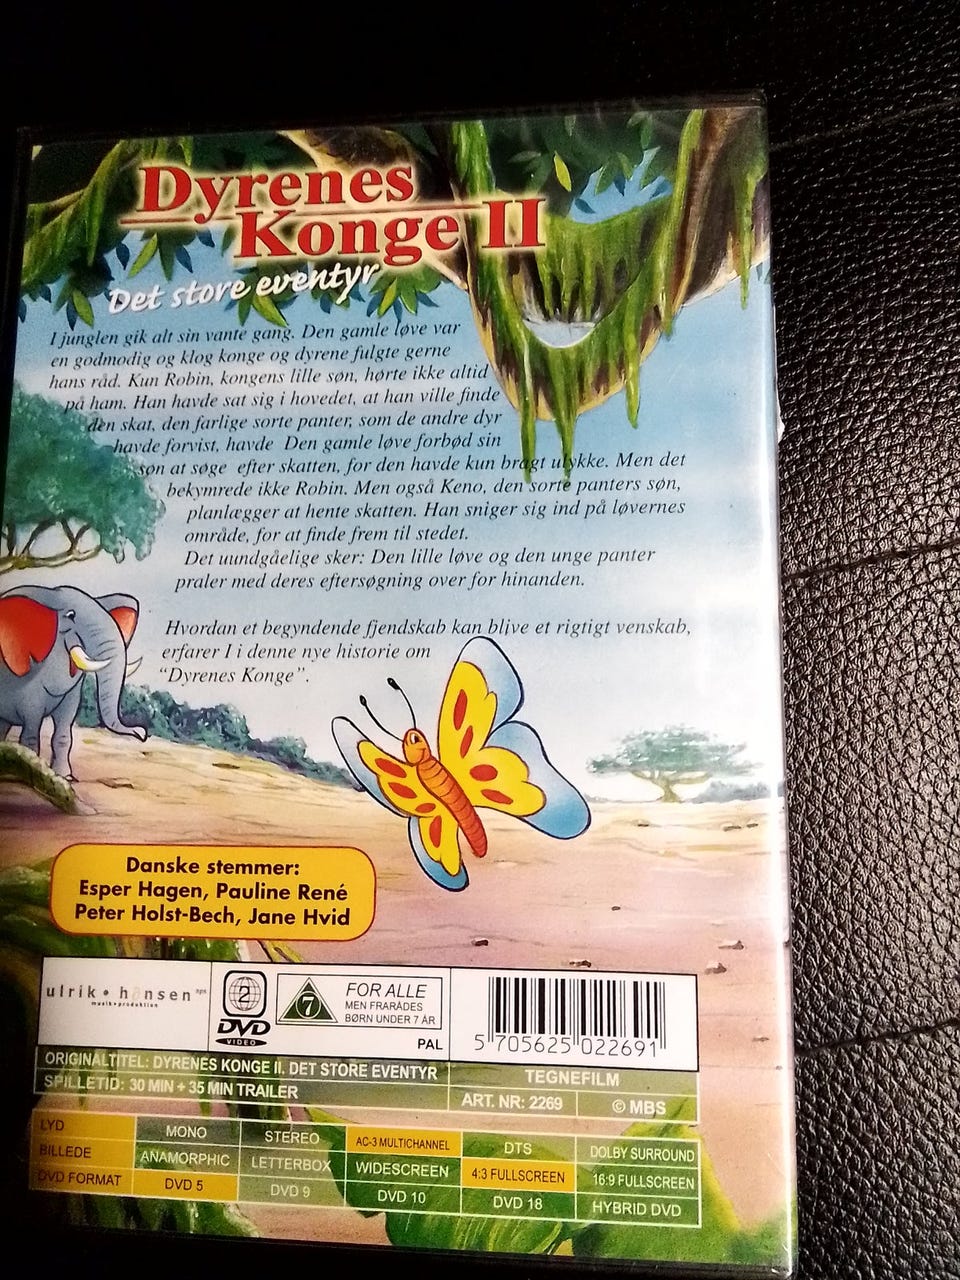 Dyrenes
Konge II
Det store eventyr
I junglen gik alt sin vante gang. Den gamle løve var
en godmodig og klog konge og dyrene fulgte gerne
hans råd. Kun Robin, kongens lille søn, hørte ikke altid
på ham. Han havde sat sig i hovedet, at han ville finde
den skat, den farlige sorte panter, som de andre dyr
havde forvist, havde Den gamle løve forbød sin
søn at søge efter skatten, for den havde kun bragt ulykke. Men det
bekymrede ikke Robin. Men også Keno, den sorte panters søn,
planlægger at hente skatten. Han sniger sig ind på løvernes
område, for at finde frem til stedet.
Det uundgåelige sker: Den lille løve og den unge panter
praler med deres eftersøgning over for hinanden.
Hvordan et begyndende fjendskab kan blive et rigtigt venskab,
erfarer I i denne nye historie om
“Dyrenes Konge”.
Danske stemmer:
Esper Hagen, Pauline René
Peter Holst-Bech, Jane Hvid
ulrik • hansen aps
musik•produktion
2
DVD
VIDEO
7
FOR ALLE
MEN FRARÅDES
BØRN UNDER 7 ÅR
PAL
5 705625 022691
ORIGINALTITEL: DYRENES KONGE II. DET STORE EVENTYR
TEGNEFILM
SPILLETID: 30 MIN + 35 MIN TRAILER
ART. NR: 2269
© MBS
LYD MONO STEREO AC-3 MULTICHANNEL DTS DOLBY SURROUND
BILLEDE ANAMORPHIC LETTERBOX WIDESCREEN 4:3 FULLSCREEN 16:9 FULLSCREEN
DVD FORMAT DVD 5 DVD 9 DVD 10 DVD 18 HYBRID DVD